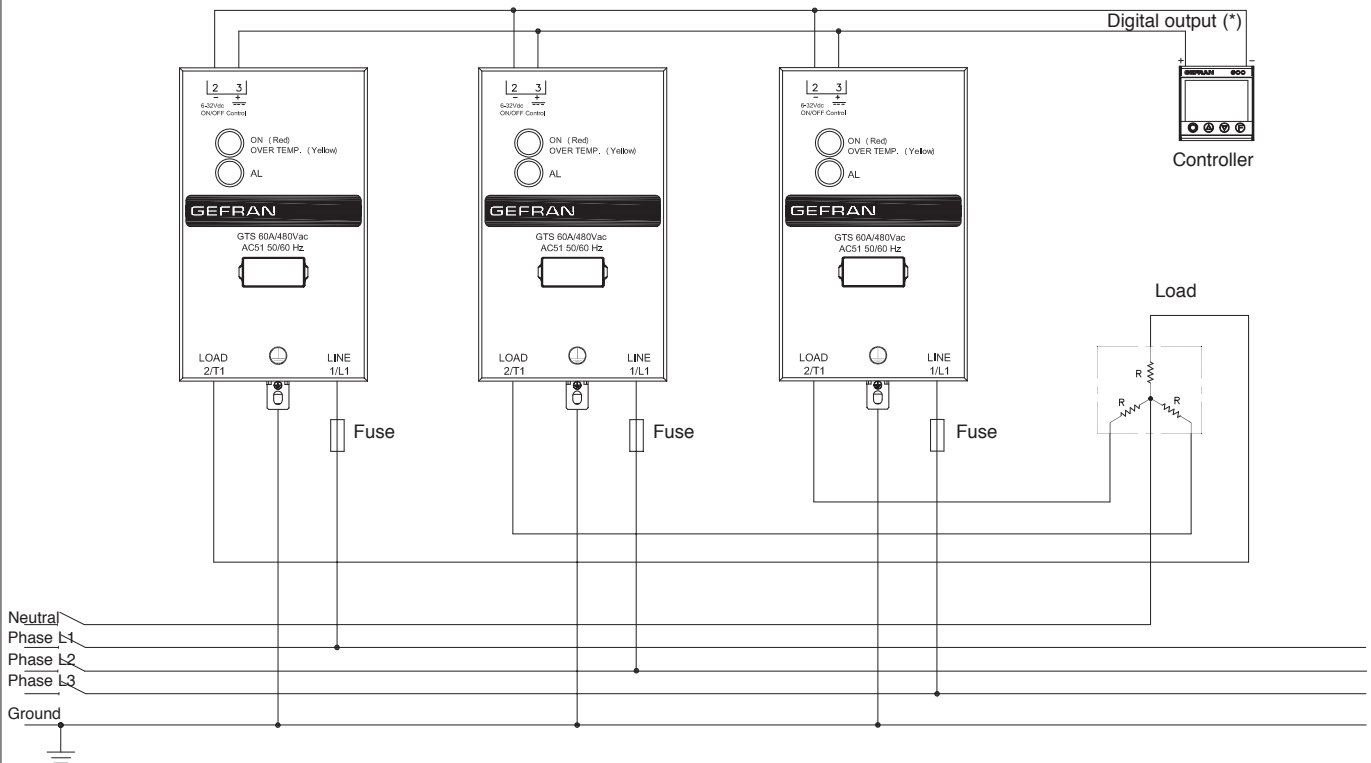 Digital output (*)
+ −
GEFRAN 600
F
Controller
2 3
− +
6-32Vdc
ON/OFF Control
ON (Red)
OVER TEMP. (Yellow)
AL
GEFRAN
GTS 60A/480Vac
AC51 50/60 Hz
LOAD
2/T1
LINE
1/L1
Fuse
2 3
− +
6-32Vdc
ON/OFF Control
ON (Red)
OVER TEMP. (Yellow)
AL
GEFRAN
GTS 60A/480Vac
AC51 50/60 Hz
LOAD
2/T1
LINE
1/L1
Fuse
2 3
− +
6-32Vdc
ON/OFF Control
ON (Red)
OVER TEMP. (Yellow)
AL
GEFRAN
GTS 60A/480Vac
AC51 50/60 Hz
LOAD
2/T1
LINE
1/L1
Fuse
Load
R
R R
Neutral
Phase L1
Phase L2
Phase L3
Ground